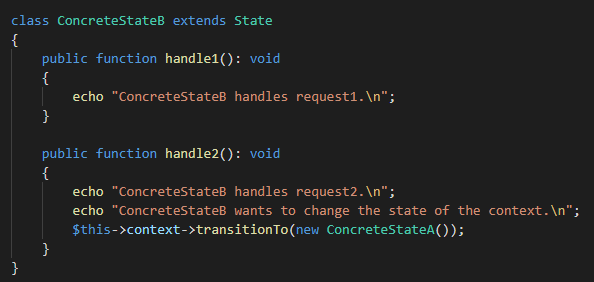 class ConcreteStateB extends State
{
    public function handle1(): void
    {
        echo "ConcreteStateB handles request1.\n";
    }

    public function handle2(): void
    {
        echo "ConcreteStateB handles request2.\n";
        echo "ConcreteStateB wants to change the state of the context.\n";
        $this->context->transitionTo(new ConcreteStateA());
    }
}